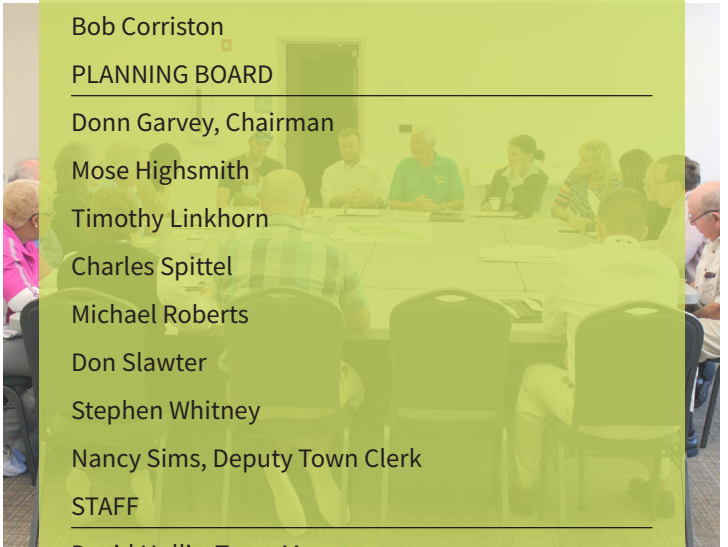 Bob Corriston
PLANNING BOARD
Donn Garvey, Chairman
Mose Highsmith
Timothy Linkhorn
Charles Spittel
Michael Roberts
Don Slawter
Stephen Whitney
Nancy Sims, Deputy Town Clerk
STAFF